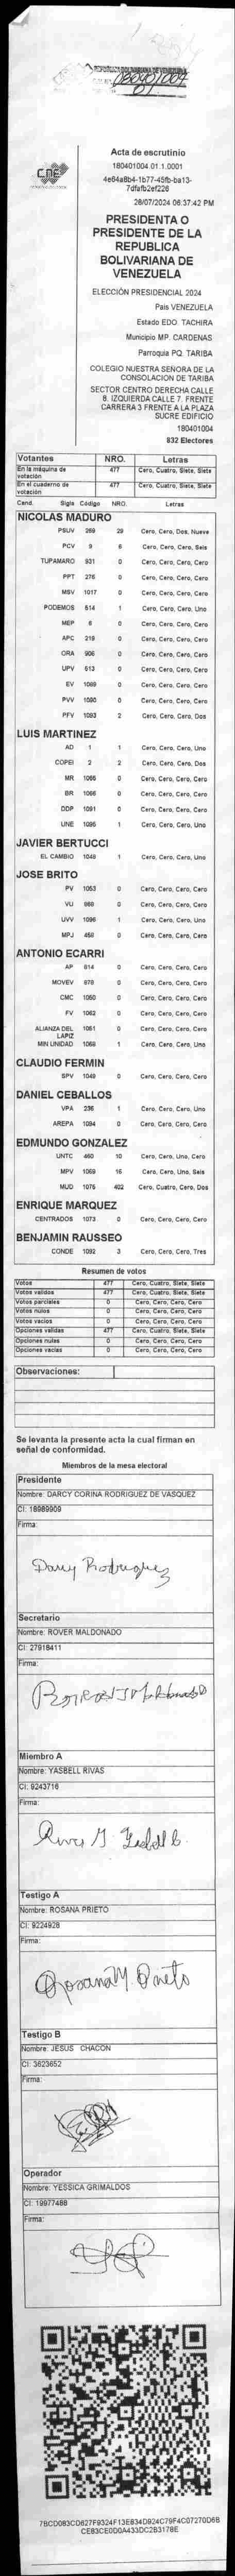 REPUBLICA BOLIVARIANA DE VENEZUELA
180401004
01
CNE
Acta de escrutinio
180401004.01.1.0001
4e64a8b4-1b77-45fb-ba13-
7dfafb2ef226
28/07/2024 06:37:42 PM
PRESIDENTA O
PRESIDENTE DE LA
REPUBLICA
BOLIVARIANA DE
VENEZUELA
ELECCIÓN PRESIDENCIAL 2024
Pais VENEZUELA
Estado EDO. TACHIRA
Municipio MP. CARDENAS
Parroquia PQ. TARIBA
COLEGIO NUESTRA SEÑORA DE LA
CONSOLACION DE TARIBA
SECTOR CENTRO DERECHA CALLE
8. IZQUIERDA CALLE 7. FRENTE
CARRERA 3 FRENTE A LA PLAZA
SUCRE EDIFICIO
180401004
832 Electores
Votantes NRO. Letras
En la máquina de votación 477 Cero, Cuatro, Siete, Siete
En el cuaderno de votación 477 Cero, Cuatro, Siete, Siete
Cand. Sigla Código NRO. Letras
NICOLAS MADURO
PSUV 269 29 Cero, Cero, Dos, Nueve
PCV 9 6 Cero, Cero, Cero, Seis
TUPAMARO 931 0 Cero, Cero, Cero, Cero
PPT 276 0 Cero, Cero, Cero, Cero
MSV 1017 0 Cero, Cero, Cero, Cero
PODEMOS 514 1 Cero, Cero, Cero, Uno
MEP 6 0 Cero, Cero, Cero, Cero
APC 219 0 Cero, Cero, Cero, Cero
ORA 906 0 Cero, Cero, Cero, Cero
UPV 513 0 Cero, Cero, Cero, Cero
EV 1089 0 Cero, Cero, Cero, Cero
PVV 1090 0 Cero, Cero, Cero, Cero
PFV 1093 2 Cero, Cero, Cero, Dos
LUIS MARTINEZ
AD 1 1 Cero, Cero, Cero, Uno
COPEI 2 2 Cero, Cero, Cero, Dos
MR 1055 0 Cero, Cero, Cero, Cero
BR 1066 0 Cero, Cero, Cero, Cero
DDP 1091 0 Cero, Cero, Cero, Cero
UNE 1095 1 Cero, Cero, Cero, Uno
JAVIER BERTUCCI
EL CAMBIO 1048 1 Cero, Cero, Cero, Uno
JOSE BRITO
PV 1053 0 Cero, Cero, Cero, Cero
VU 869 0 Cero, Cero, Cero, Cero
UVV 1096 1 Cero, Cero, Cero, Uno
MPJ 458 0 Cero, Cero, Cero, Cero
ANTONIO ECARRI
AP 914 0 Cero, Cero, Cero, Cero
MOVEV 879 0 Cero, Cero, Cero, Cero
CMC 1050 0 Cero, Cero, Cero, Cero
FV 1062 0 Cero, Cero, Cero, Cero
ALIANZA DEL LAPIZ 1061 0 Cero, Cero, Cero, Cero
MIN UNIDAD 1068 1 Cero, Cero, Cero, Uno
CLAUDIO FERMIN
SPV 1049 0 Cero, Cero, Cero, Cero
DANIEL CEBALLOS
VPA 236 1 Cero, Cero, Cero, Uno
AREPA 1094 0 Cero, Cero, Cero, Cero
EDMUNDO GONZALEZ
UNTC 460 10 Cero, Cero, Uno, Cero
MPV 1069 16 Cero, Cero, Uno, Seis
MUD 1075 402 Cero, Cuatro, Cero, Dos
ENRIQUE MARQUEZ
CENTRADOS 1073 0 Cero, Cero, Cero, Cero
BENJAMIN RAUSSEO
CONDE 1092 3 Cero, Cero, Cero, Tres
Resumen de votos
Votos 477 Cero, Cuatro, Siete, Siete
Votos validos 477 Cero, Cuatro, Siete, Siete
Votos parciales 0 Cero, Cero, Cero, Cero
Votos nulos 0 Cero, Cero, Cero, Cero
Votos vacios 0 Cero, Cero, Cero, Cero
Opciones validas 477 Cero, Cuatro, Siete, Siete
Opciones nulas 0 Cero, Cero, Cero, Cero
Opciones vacias 0 Cero, Cero, Cero, Cero
Observaciones:
Se levanta la presente acta la cual firman en
señal de conformidad.
Miembros de la mesa electoral
Presidente
Nombre: DARCY CORINA RODRIGUEZ DE VASQUEZ
CI: 18989909
Firma:
Darcy Rodriguez
Secretario
Nombre: ROVER MALDONADO
CI: 27918411
Firma:
Miembro A
Nombre: YASBELL RIVAS
CI: 9243716
Firma:
Testigo A
Nombre: ROSANA PRIETO
CI: 9224928
Firma:
Rosana M Prieto
Testigo B
Nombre: JESUS CHACON
CI: 3623652
Firma:
Operador
Nombre: YESSICA GRIMALDOS
CI: 19977488
Firma:
7BCD083CD627F9324F13E834D924C79F4C07270D6B
CE83CE0D0A433DC2B3178E